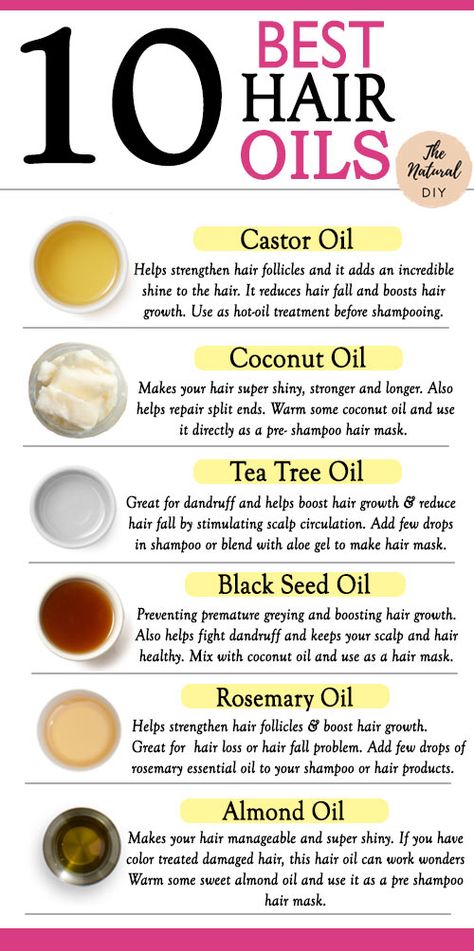 10 BEST
HAIR
OILS
The
Natural
DIY
Castor Oil
Helps strengthen hair follicles and it adds an incredible
shine to the hair. It reduces hair fall and boosts hair
growth. Use as hot-oil treatment before shampooing.
Coconut Oil
Makes your hair super shiny, stronger and longer. Also
helps repair split ends. Warm some coconut oil and use
it directly as a pre- shampoo hair mask.
Tea Tree Oil
Great for dandruff and helps boost hair growth & reduce
hair fall by stimulating scalp circulation. Add few drops
in shampoo or blend with aloe gel to make hair mask.
Black Seed Oil
Preventing premature greying and boosting hair growth.
Also helps fight dandruff and keeps your scalp and hair
healthy. Mix with coconut oil and use as a hair mask.
Rosemary Oil
Helps strengthen hair follicles & boost hair growth.
Great for hair loss or hair fall problem. Add few drops of
rosemary essential oil to your shampoo or hair products.
Almond Oil
Makes your hair manageable and super shiny. If you have
color treated damaged hair, this hair oil can work wonders
Warm some sweet almond oil and use it as a pre shampoo
hair mask.